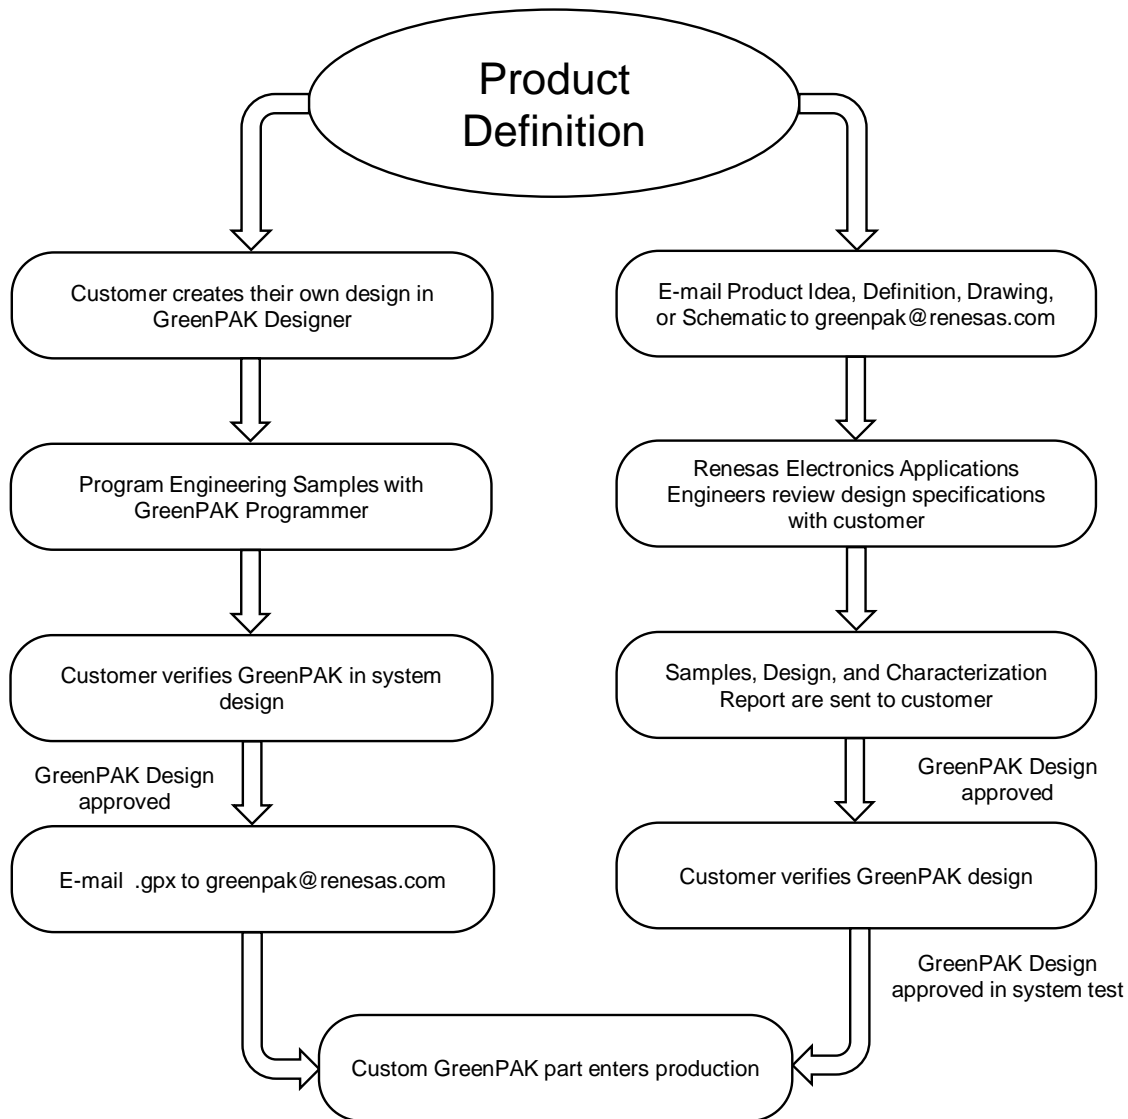 Product
Definition
Customer creates their own design in
GreenPAK Designer
Program Engineering Samples with
GreenPAK Programmer
Customer verifies GreenPAK in system
design
GreenPAK Design
approved
E-mail  .gpx to greenpak@renesas.com
E-mail Product Idea, Definition, Drawing,
or Schematic to greenpak@renesas.com
Renesas Electronics Applications
Engineers review design specifications
with customer
Samples, Design, and Characterization
Report are sent to customer
GreenPAK Design
approved
Customer verifies GreenPAK design
GreenPAK Design
approved in system test
Custom GreenPAK part enters production